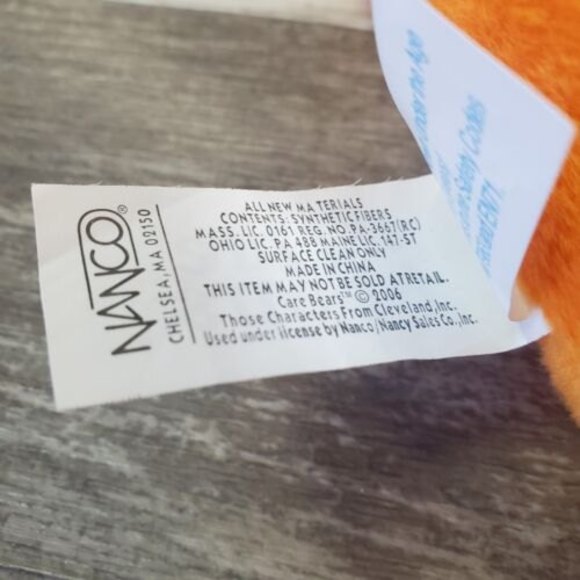 NANCO®
CHELSEA, MA 02150
ALL NEW MATERIALS
CONTENTS: SYNTHETIC FIBERS
MASS. LIC. 0161 REG. NO. PA-3667(RC)
OHIO LIC. PA 488 MAINE LIC. 147-ST
SURFACE CLEAN ONLY
MADE IN CHINA
THIS ITEM MAY NOT BE SOLD AT RETAIL.
Care Bears™ © 2006
Those Characters From Cleveland, Inc.
Used under license by Nanco/Nancy Sales Co., Inc.
the Age
Codes